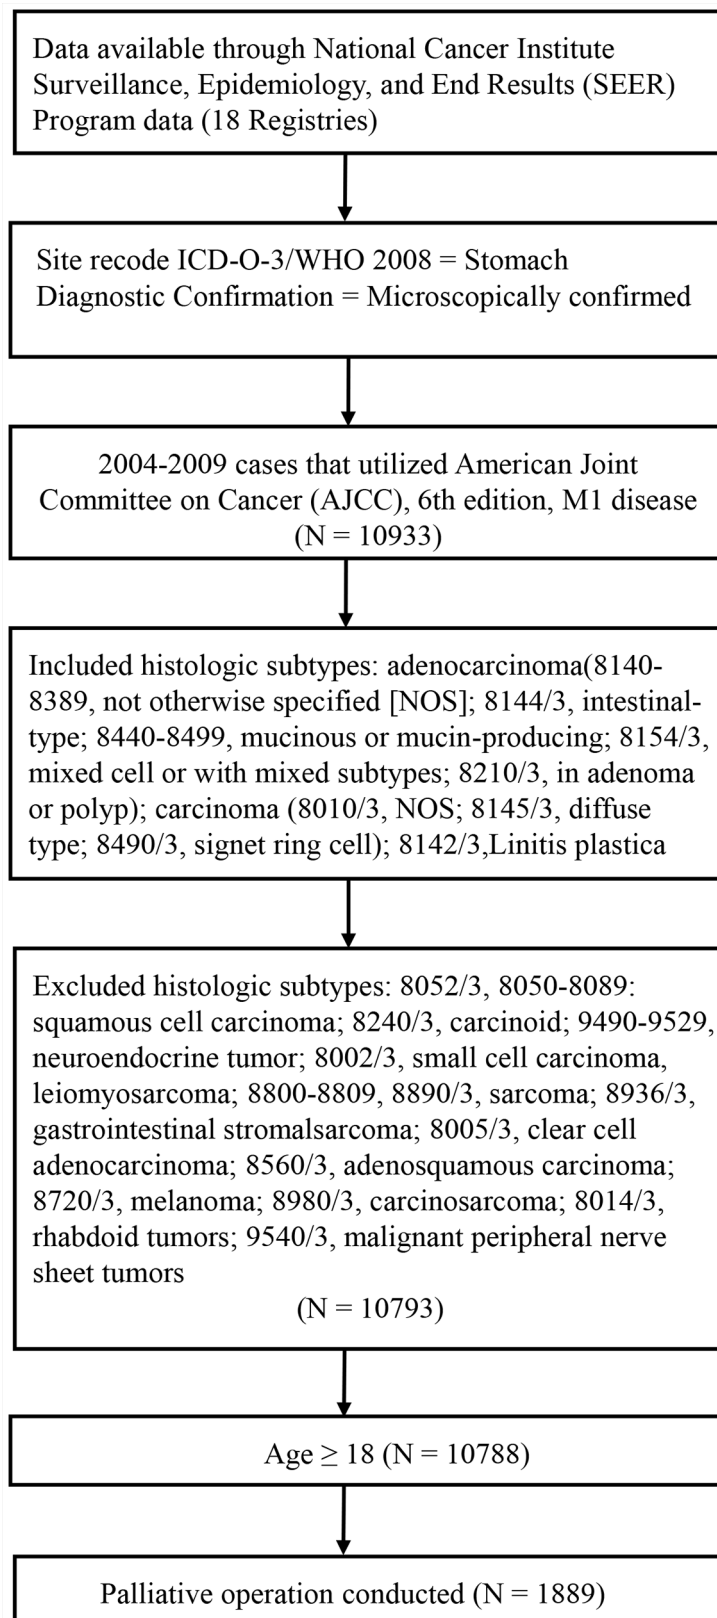 Data available through National Cancer Institute
Surveillance, Epidemiology, and End Results (SEER)
Program data (18 Registries)
Site recode ICD-O-3/WHO 2008 = Stomach
Diagnostic Confirmation = Microscopically confirmed
2004-2009 cases that utilized American Joint
Committee on Cancer (AJCC), 6th edition, M1 disease
(N = 10933)
Included histologic subtypes: adenocarcinoma(8140-
8389, not otherwise specified [NOS]; 8144/3, intestinal-
type; 8440-8499, mucinous or mucin-producing; 8154/3,
mixed cell or with mixed subtypes; 8210/3, in adenoma
or polyp); carcinoma (8010/3, NOS; 8145/3, diffuse
type; 8490/3, signet ring cell); 8142/3,Linitis plastica
Excluded histologic subtypes: 8052/3, 8050-8089:
squamous cell carcinoma; 8240/3, carcinoid; 9490-9529,
neuroendocrine tumor; 8002/3, small cell carcinoma,
leiomyosarcoma; 8800-8809, 8890/3, sarcoma; 8936/3,
gastrointestinal stromalsarcoma; 8005/3, clear cell
adenocarcinoma; 8560/3, adenosquamous carcinoma;
8720/3, melanoma; 8980/3, carcinosarcoma; 8014/3,
rhabdoid tumors; 9540/3, malignant peripheral nerve
sheet tumors
(N = 10793)
Age ≥ 18 (N = 10788)
Palliative operation conducted (N = 1889)